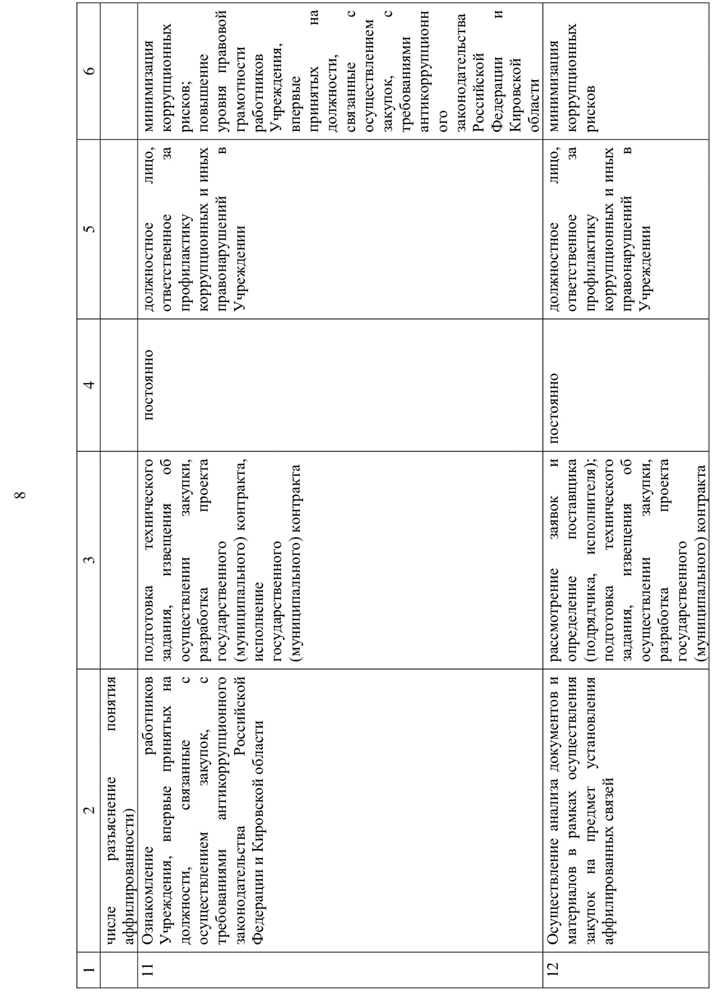 8
1
2
3
4
5
6
числе разъяснение понятия
аффилированности)
11
Ознакомление работников
Учреждения, впервые принятых на
должности, связанные с
осуществлением закупок, с
требованиями антикоррупционного
законодательства Российской
Федерации и Кировской области
подготовка технического
задания, извещения об
осуществлении закупки,
разработка проекта
государственного
(муниципального) контракта,
исполнение
государственного
(муниципального) контракта
постоянно
должностное лицо,
ответственное за
профилактику
коррупционных и иных
правонарушений в
Учреждении
минимизация
коррупционных
рисков;
повышение
уровня правовой
грамотности
работников
Учреждения,
впервые
принятых на
должности,
связанные с
осуществлением
закупок, с
требованиями
антикоррупционн
ого
законодательства
Российской
Федерации и
Кировской
области
12
Осуществление анализа документов и
материалов в рамках осуществления
закупок на предмет установления
аффилированных связей
рассмотрение заявок и
определение поставщика
(подрядчика, исполнителя);
подготовка технического
задания, извещения об
осуществлении закупки,
разработка проекта
государственного
(муниципального) контракта
постоянно
должностное лицо,
ответственное за
профилактику
коррупционных и иных
правонарушений в
Учреждении
минимизация
коррупционных
рисков